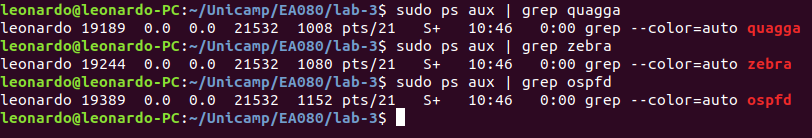 leonardo@leonardo-PC:~/Unicamp/EA080/lab-3$ sudo ps aux | grep quagga
leonardo 19189  0.0  0.0  21532  1008 pts/21   S+   10:46   0:00 grep --color=auto quagga
leonardo@leonardo-PC:~/Unicamp/EA080/lab-3$ sudo ps aux | grep zebra
leonardo 19244  0.0  0.0  21532  1080 pts/21   S+   10:46   0:00 grep --color=auto zebra
leonardo@leonardo-PC:~/Unicamp/EA080/lab-3$ sudo ps aux | grep ospfd
leonardo 19389  0.0  0.0  21532  1152 pts/21   S+   10:46   0:00 grep --color=auto ospfd
leonardo@leonardo-PC:~/Unicamp/EA080/lab-3$